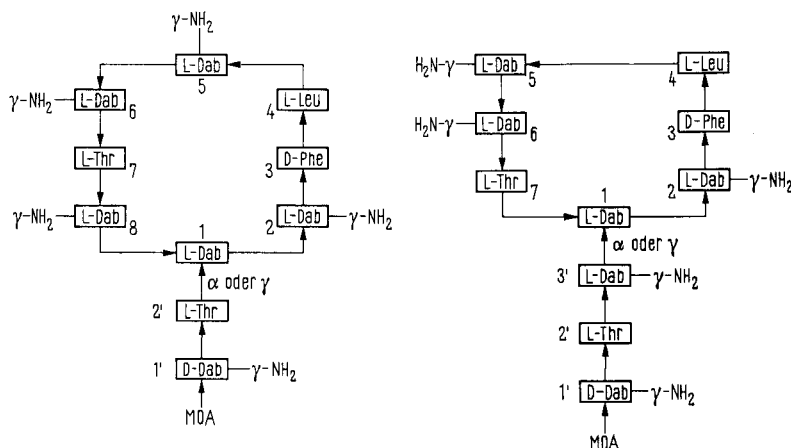 γ-NH₂
L-Dab
5
γ-NH₂
L-Dab
6
4
L-Leu
L-Thr
7
3
D-Phe
γ-NH₂
L-Dab
8
2
L-Dab
γ-NH₂
1
L-Dab
α oder γ
2'
L-Thr
1'
D-Dab
γ-NH₂
MOA
H₂N-γ
L-Dab
5
4
L-Leu
H₂N-γ
L-Dab
6
3
D-Phe
L-Thr
7
2
L-Dab
γ-NH₂
1
L-Dab
α oder γ
3'
L-Dab
γ-NH₂
2'
L-Thr
1'
D-Dab
γ-NH₂
MOA